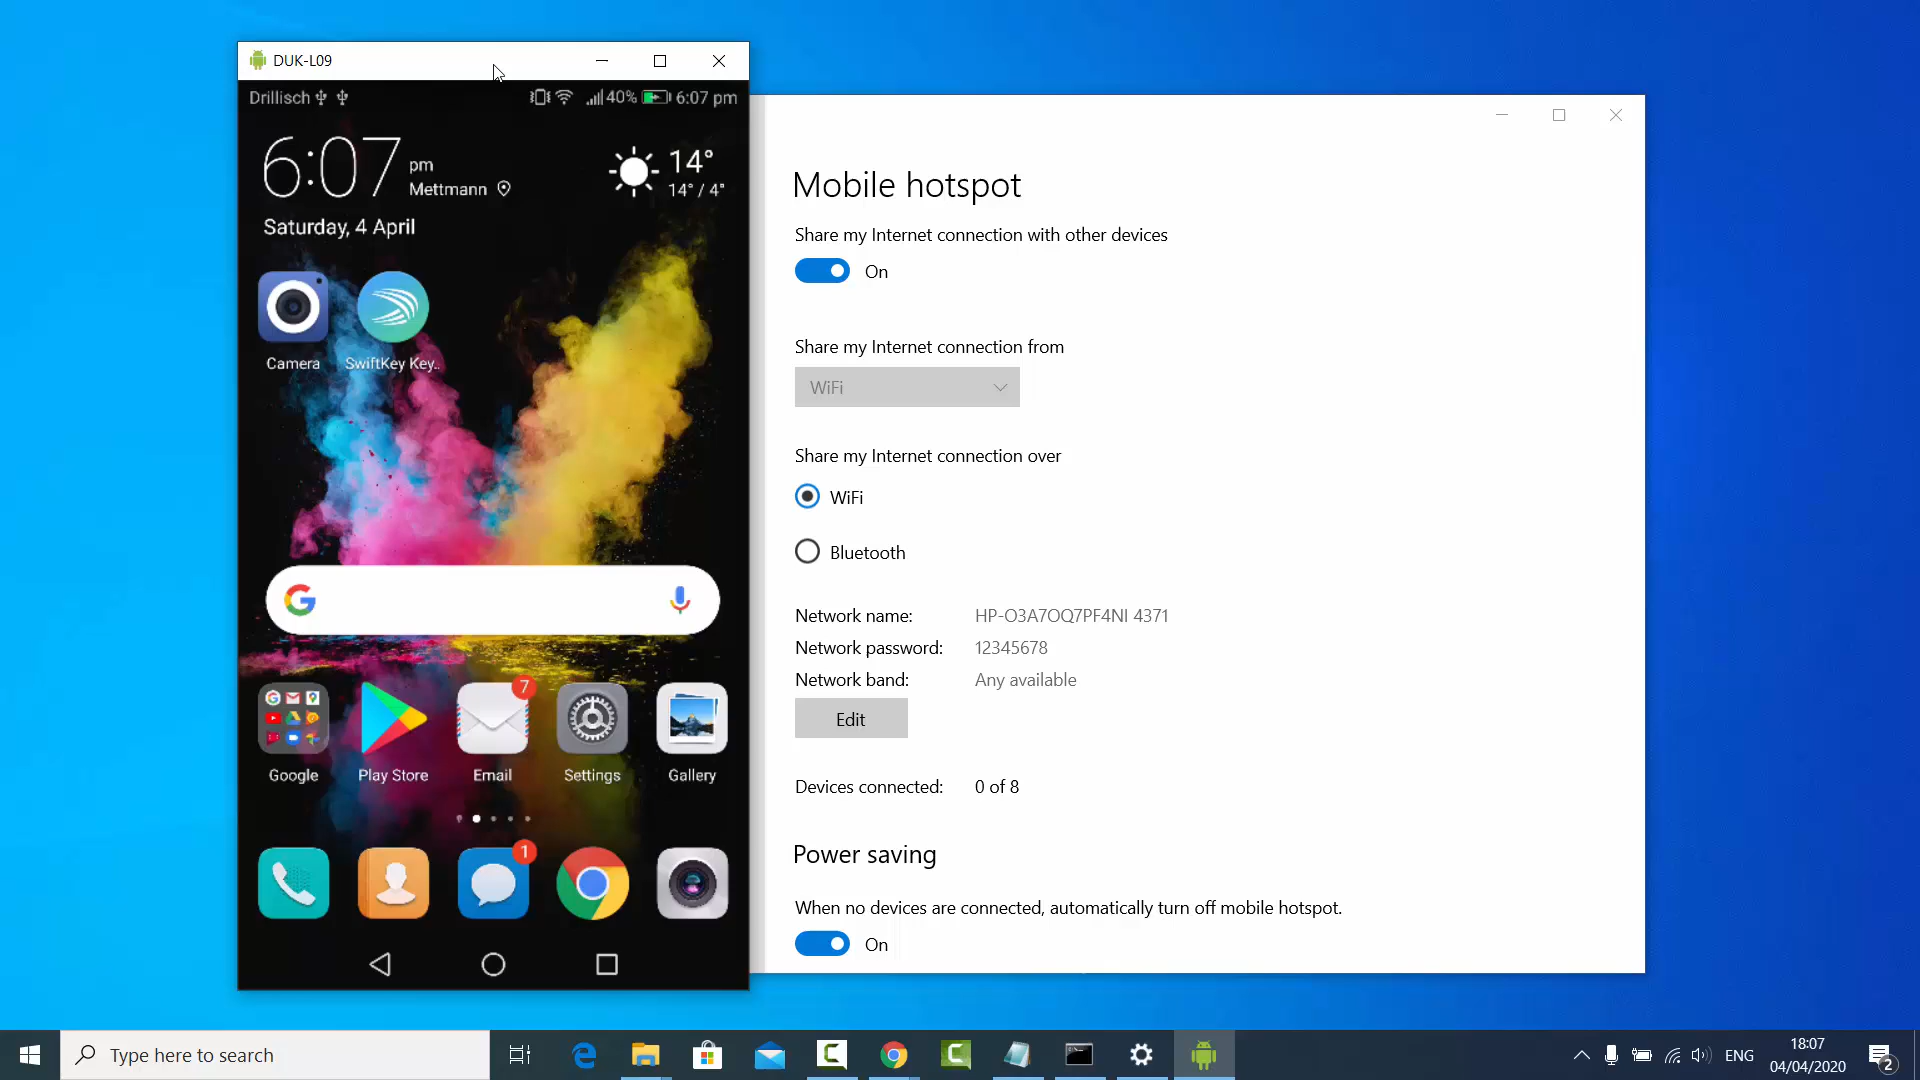 DUK-L09
Drillisch
40%
6:07 pm
6:07 pm
Mettmann
14°
14° / 4°
Saturday, 4 April
Camera
SwiftKey Key..
G
7
Google
Play Store
Email
Settings
Gallery
1
Mobile hotspot
Share my Internet connection with other devices
On
Share my Internet connection from
WiFi
Share my Internet connection over
WiFi
Bluetooth
Network name: HP-O3A7OQ7PF4NI 4371
Network password: 12345678
Network band: Any available
Edit
Devices connected: 0 of 8
Power saving
When no devices are connected, automatically turn off mobile hotspot.
On
Type here to search
ENG
18:07
04/04/2020
2